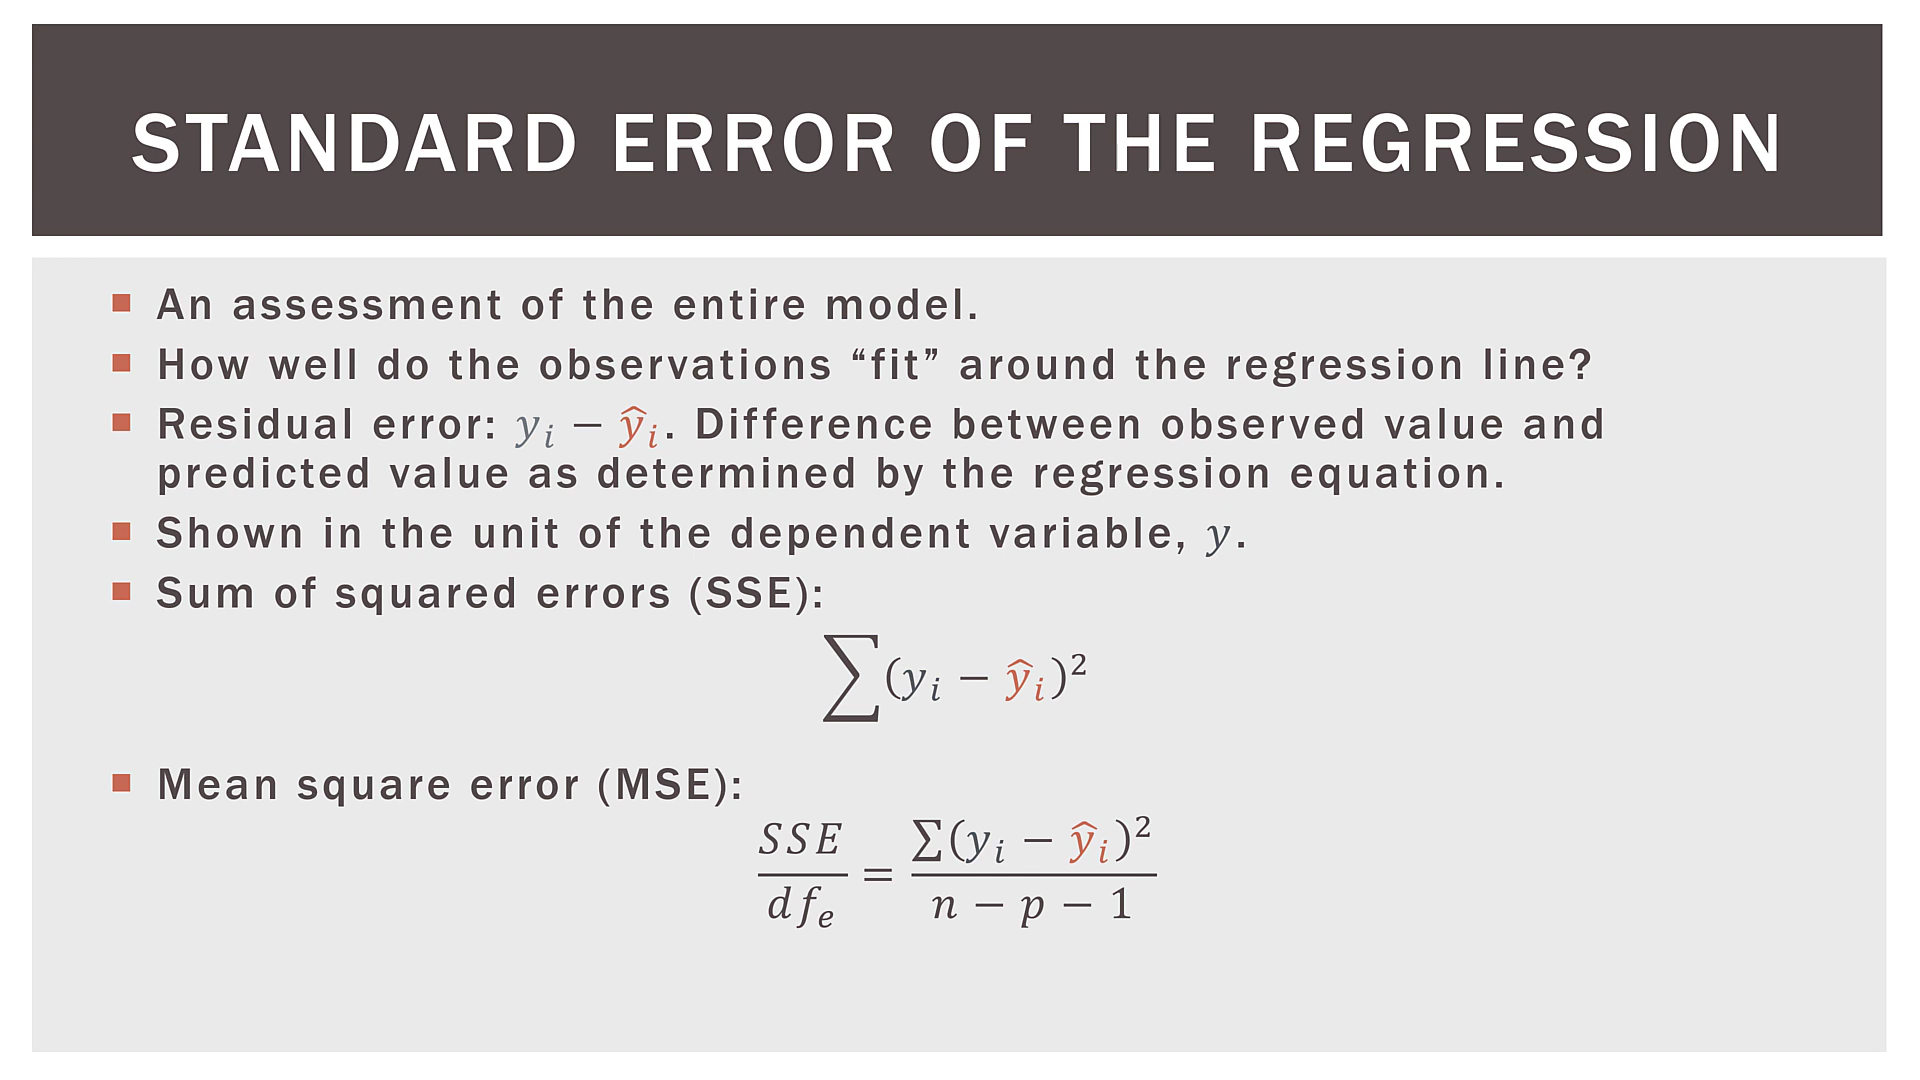 STANDARD ERROR OF THE REGRESSION
▪ An assessment of the entire model.
▪ How well do the observations “fit” around the regression line?
▪ Residual error: yᵢ − ŷᵢ. Difference between observed value and
predicted value as determined by the regression equation.
▪ Shown in the unit of the dependent variable, y.
▪ Sum of squared errors (SSE):
∑(yᵢ − ŷᵢ)²
▪ Mean square error (MSE):
SSE/dfₑ = ∑(yᵢ − ŷᵢ)²/(n − p − 1)